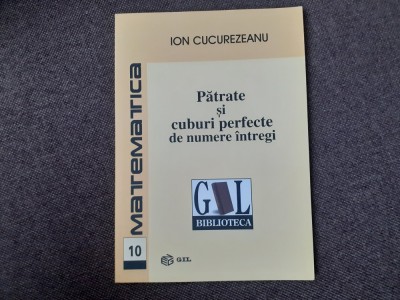 ION CUCUREZEANU
matematica
Pătrate
și
cuburi perfecte
de numere întregi
GIL
BIBLIOTECA
10
GIL